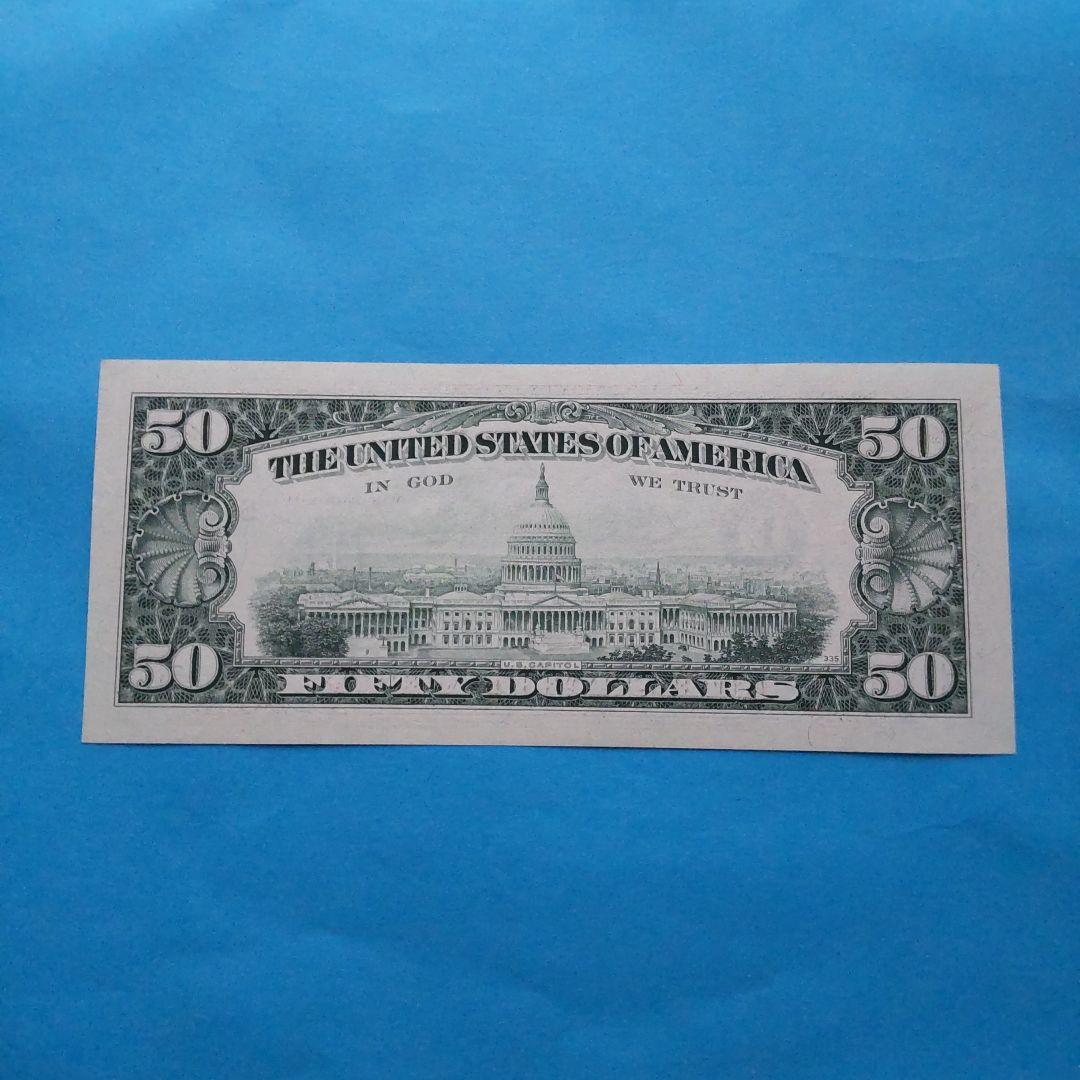 50 50
THE UNITED STATES OF AMERICA
IN GOD WE TRUST
335
U.S. CAPITOL
50 50
FIFTY DOLLARS